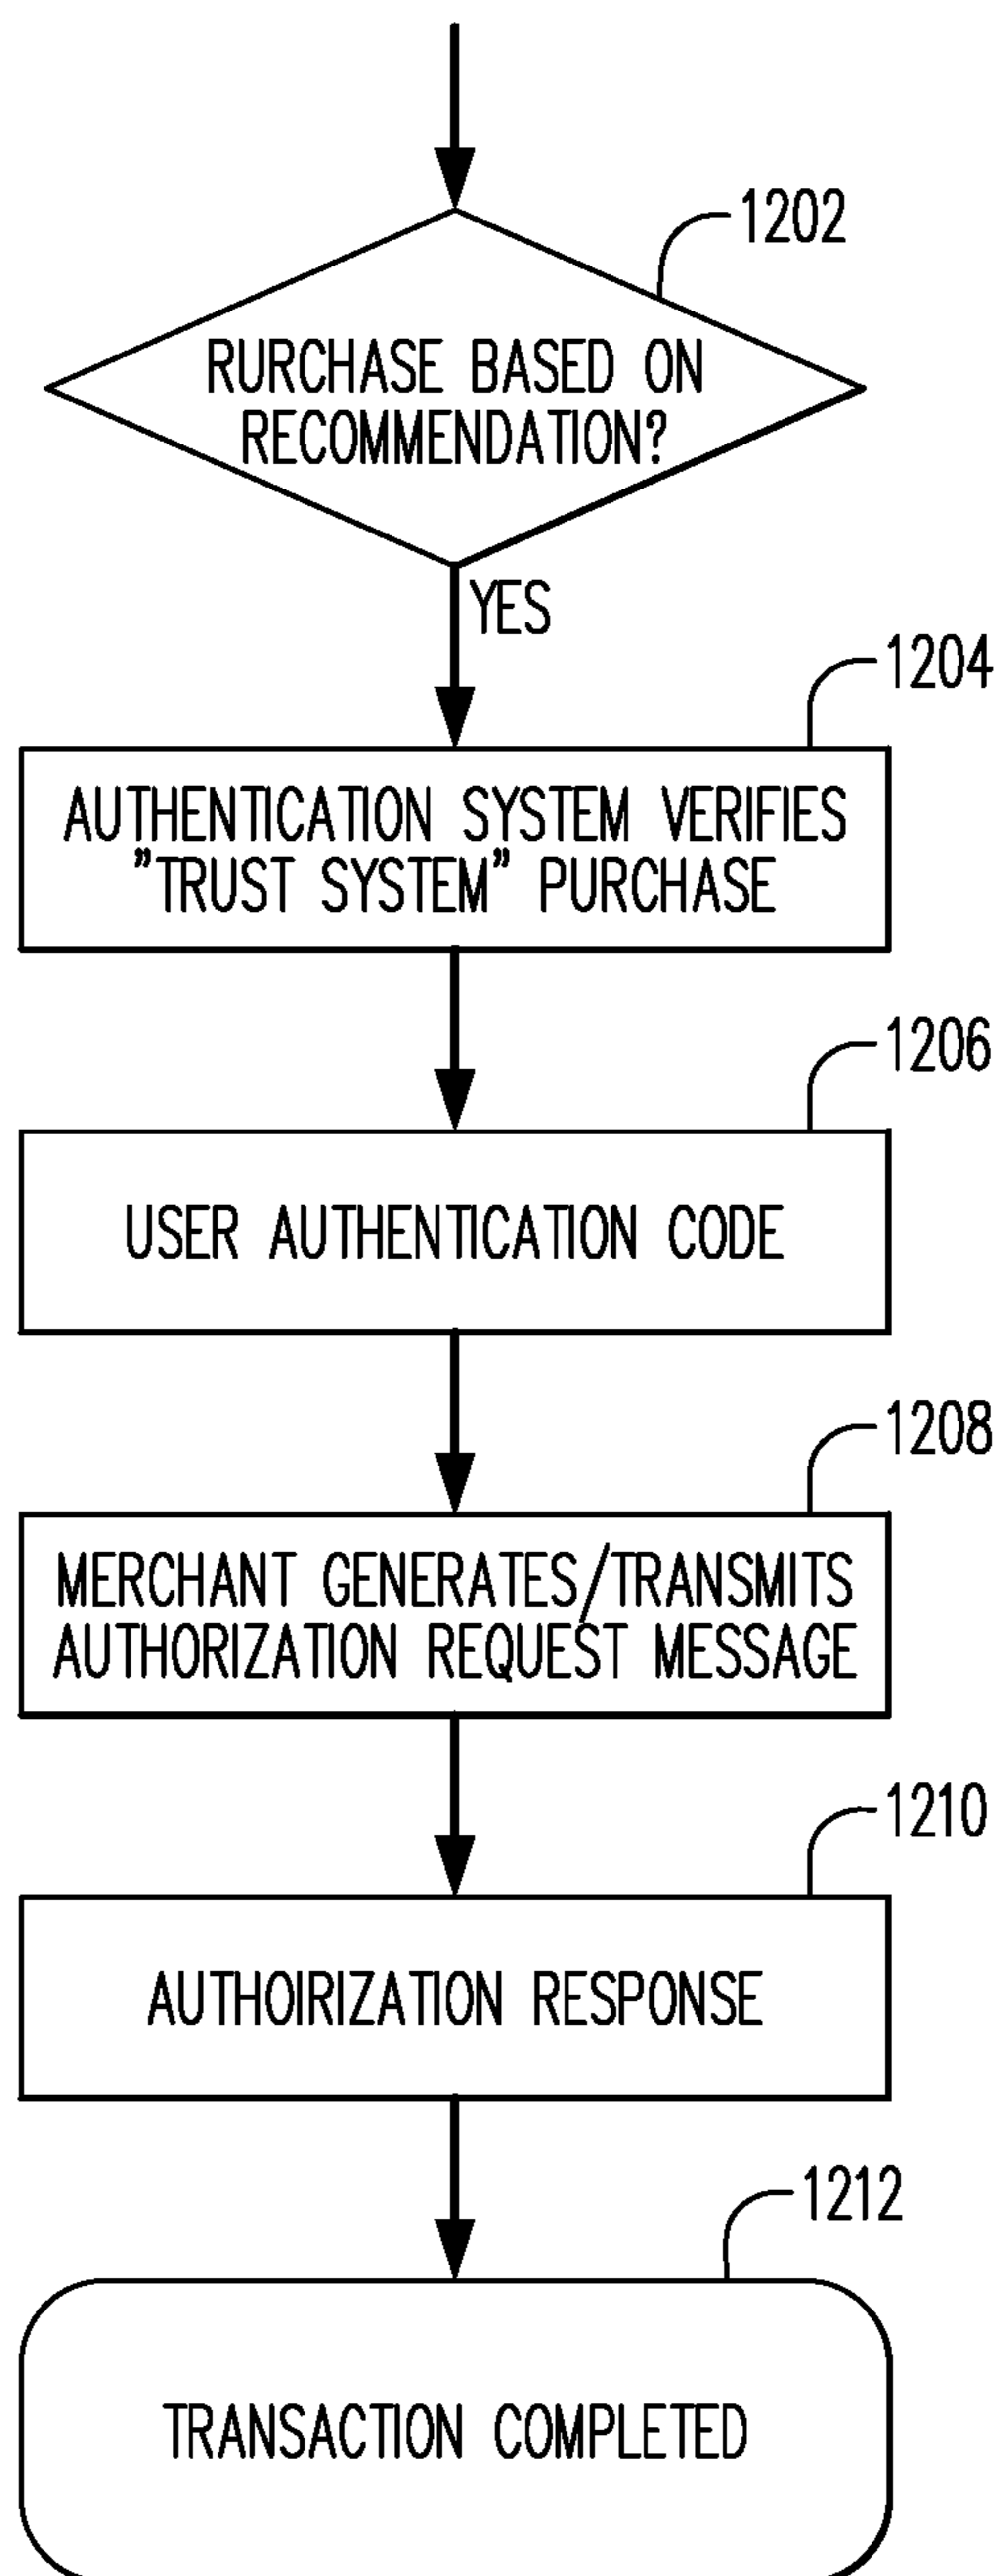 1202
RURCHASE BASED ON
RECOMMENDATION?
YES
1204
AUTHENTICATION SYSTEM VERIFIES
"TRUST SYSTEM" PURCHASE
1206
USER AUTHENTICATION CODE
1208
MERCHANT GENERATES/TRANSMITS
AUTHORIZATION REQUEST MESSAGE
1210
AUTHOIRIZATION RESPONSE
1212
TRANSACTION COMPLETED